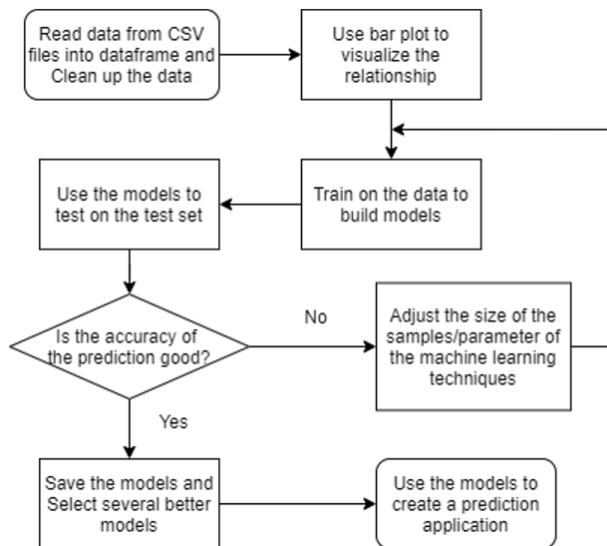 Read data from CSV
files into dataframe and
Clean up the data
Use bar plot to
visualize the
relationship
Use the models to
test on the test set
Train on the data to
build models
Is the accuracy of
the prediction good?
No
Adjust the size of the
samples/parameter of
the machine learning
techniques
Yes
Save the models and
Select several better
models
Use the models to
create a prediction
application